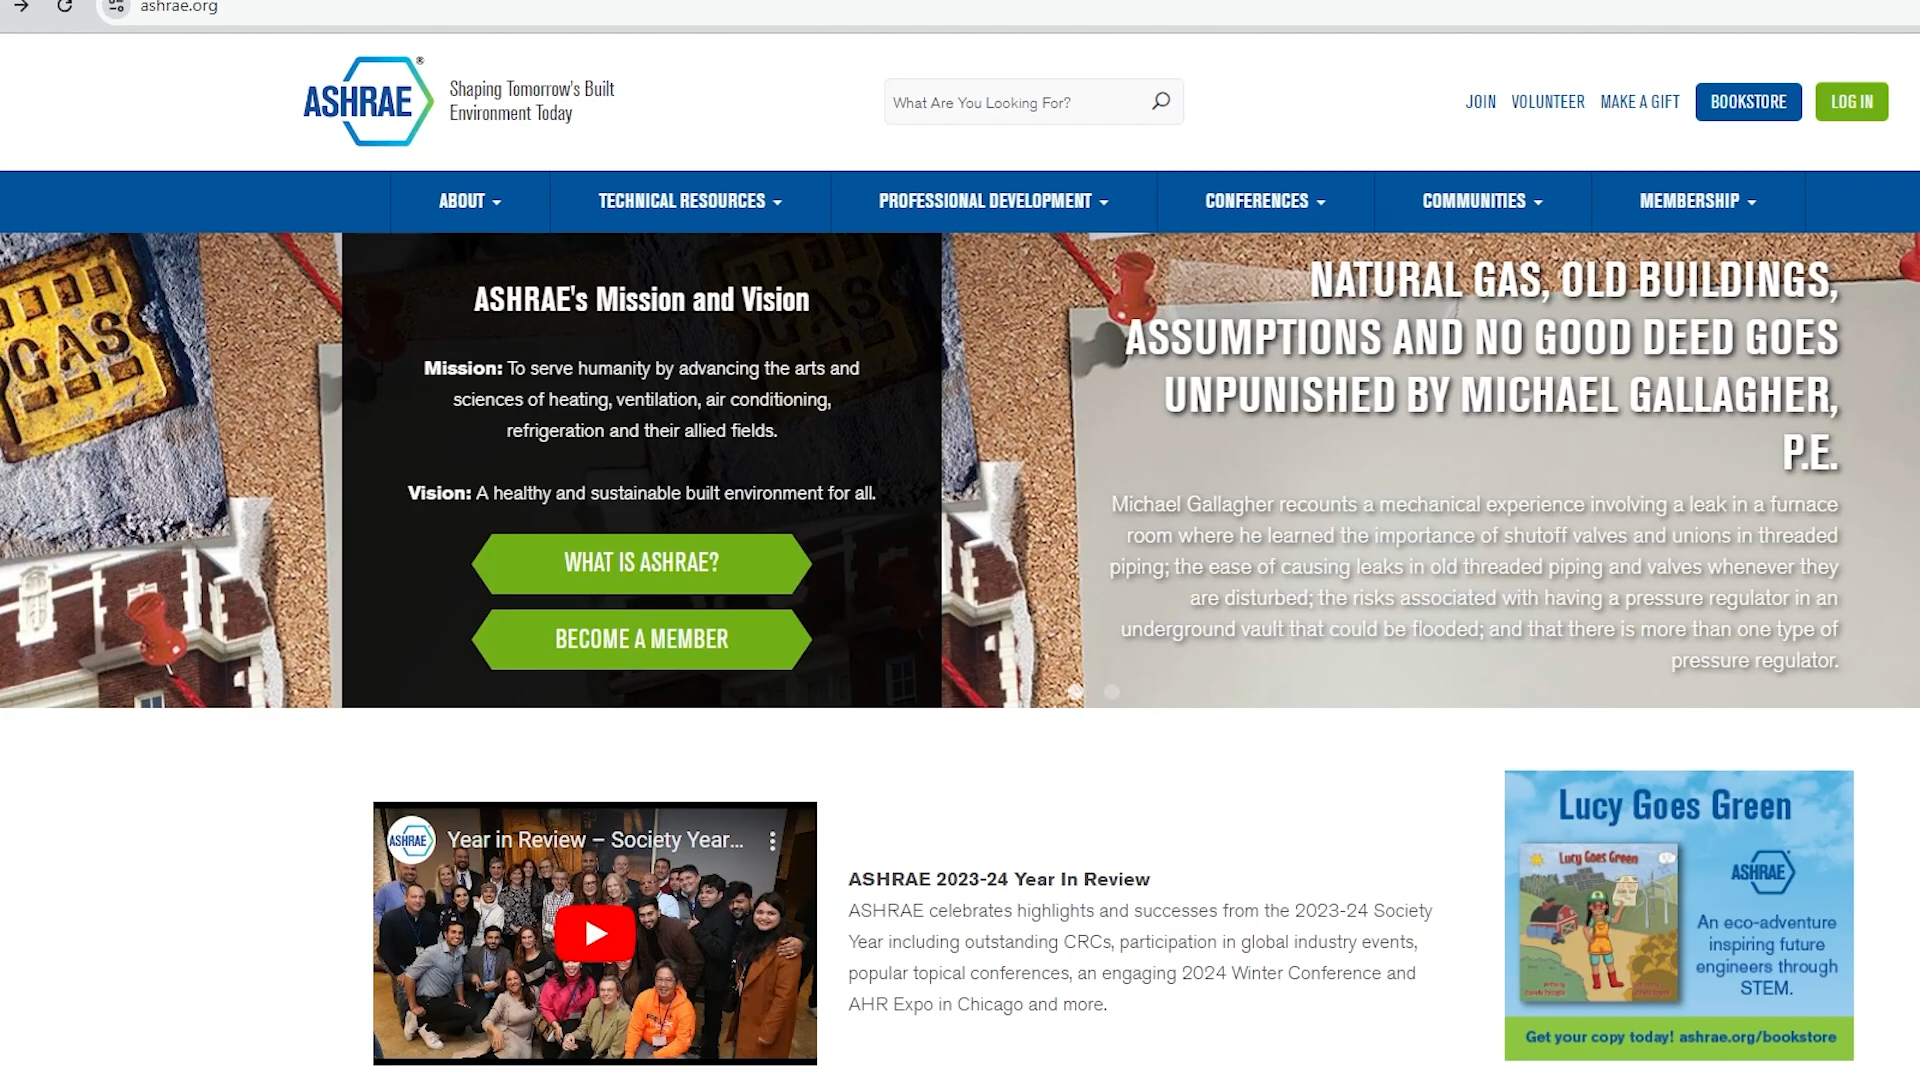 ashrae.org
ASHRAE®
Shaping Tomorrow's Built
Environment Today
What Are You Looking For?
JOIN VOLUNTEER MAKE A GIFT BOOKSTORE LOG IN
ABOUT TECHNICAL RESOURCES PROFESSIONAL DEVELOPMENT CONFERENCES COMMUNITIES MEMBERSHIP
GAS
GAS
ASHRAE's Mission and Vision
Mission: To serve humanity by advancing the arts and
sciences of heating, ventilation, air conditioning,
refrigeration and their allied fields.
Vision: A healthy and sustainable built environment for all.
WHAT IS ASHRAE?
BECOME A MEMBER
NATURAL GAS, OLD BUILDINGS,
ASSUMPTIONS AND NO GOOD DEED GOES
UNPUNISHED BY MICHAEL GALLAGHER,
P.E.
Michael Gallagher recounts a mechanical experience involving a leak in a furnace
room where he learned the importance of shutoff valves and unions in threaded
piping; the ease of causing leaks in old threaded piping and valves whenever they
are disturbed; the risks associated with having a pressure regulator in an
underground vault that could be flooded; and that there is more than one type of
pressure regulator.
ASHRAE
Year in Review – Society Year...
ASHRAE 2023-24 Year In Review
ASHRAE celebrates highlights and successes from the 2023-24 Society
Year including outstanding CRCs, participation in global industry events,
popular topical conferences, an engaging 2024 Winter Conference and
AHR Expo in Chicago and more.
Lucy Goes Green
Lucy Goes Green
ASHRAE
An eco-adventure
inspiring future
engineers through
STEM.
Get your copy today! ashrae.org/bookstore